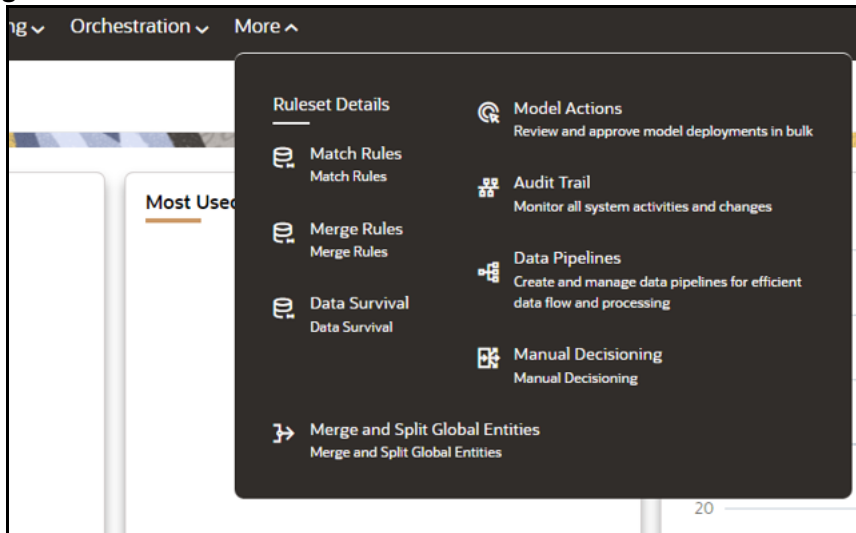 Orchestration
More
Ruleset Details
Match Rules
Match Rules
Merge Rules
Merge Rules
Data Survival
Data Survival
Model Actions
Review and approve model deployments in bulk
Audit Trail
Monitor all system activities and changes
Data Pipelines
Create and manage data pipelines for efficient
data flow and processing
Manual Decisioning
Manual Decisioning
Merge and Split Global Entities
Merge and Split Global Entities
Most Used
20